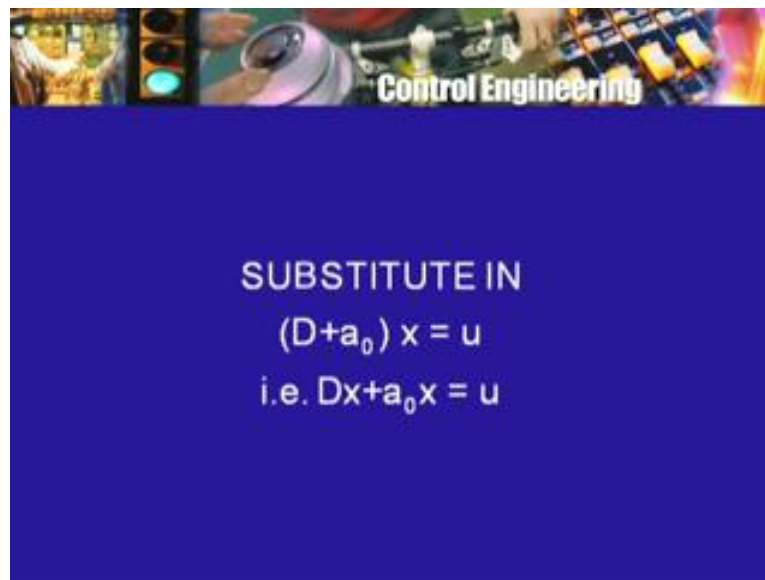 Control Engineering
SUBSTITUTE IN
(D+a₀) x = u
i.e. Dx+a₀x = u